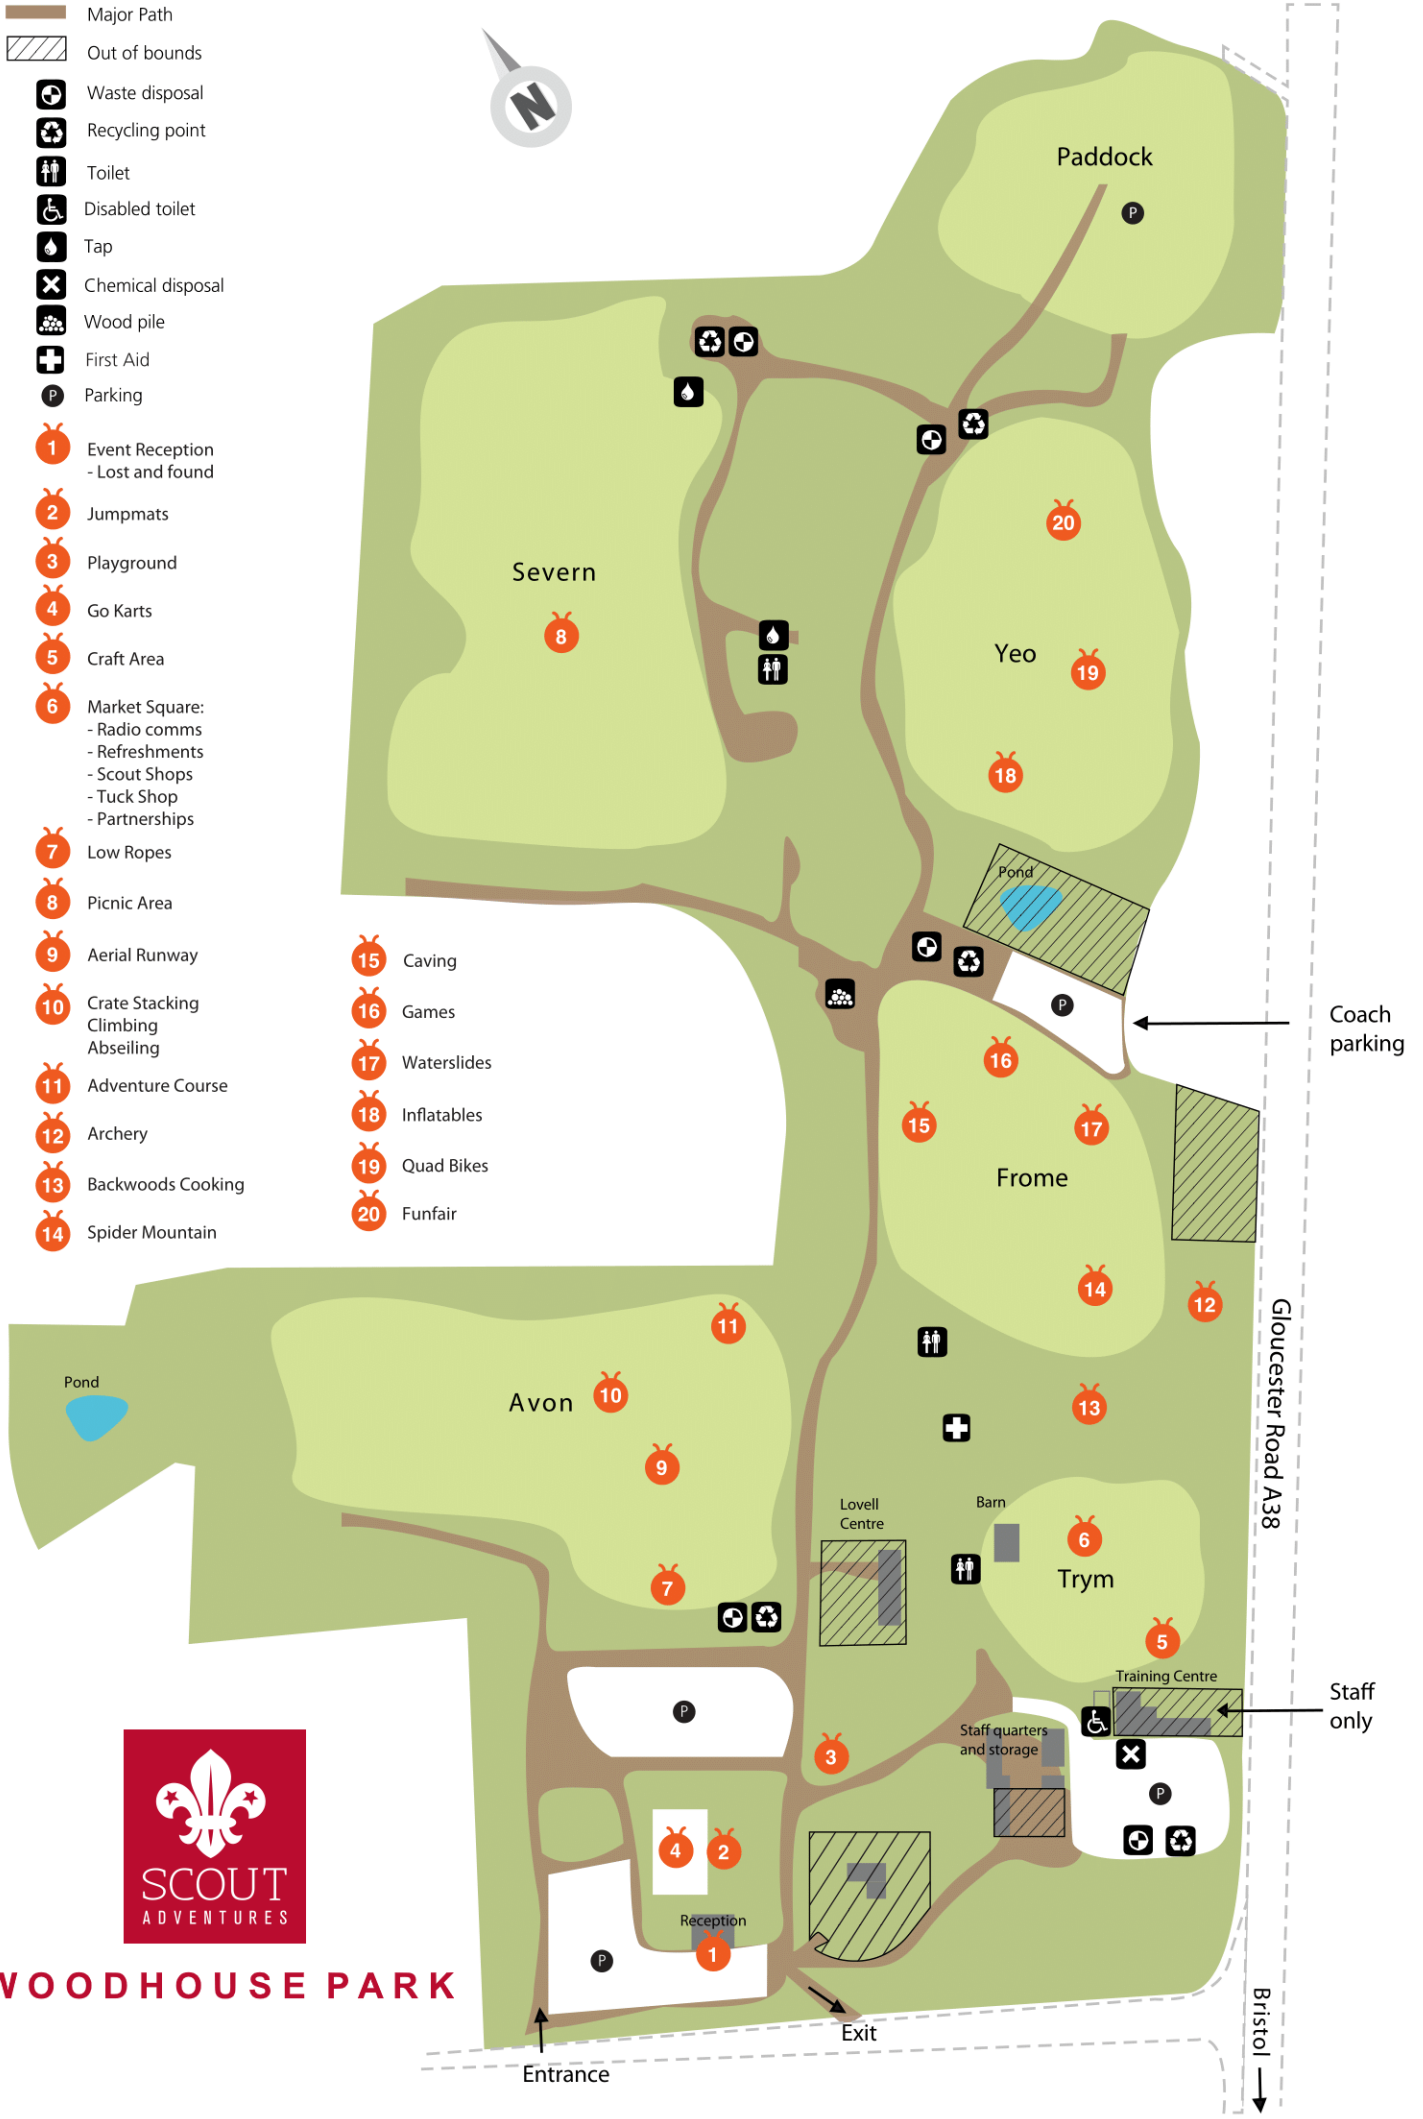 Major Path
Out of bounds
Waste disposal
Recycling point
Toilet
Disabled toilet
Tap
Chemical disposal
Wood pile
First Aid
P
Parking
1
Event Reception
- Lost and found
2
Jumpmats
3
Playground
4
Go Karts
5
Craft Area
6
Market Square:
- Radio comms
- Refreshments
- Scout Shops
- Tuck Shop
- Partnerships
7
Low Ropes
8
Picnic Area
9
Aerial Runway
10
Crate Stacking
Climbing
Abseiling
11
Adventure Course
12
Archery
13
Backwoods Cooking
14
Spider Mountain
15
Caving
16
Games
17
Waterslides
18
Inflatables
19
Quad Bikes
20
Funfair
N
Paddock
P
Severn
8
20
Yeo
19
18
Pond
P
Coach
parking
16
15
17
Frome
14
12
13
Gloucester Road A38
11
Avon
10
9
7
Pond
Lovell
Centre
Barn
6
Trym
5
Training Centre
Staff
only
P
3
Staff quarters
and storage
P
4
2
Reception
1
P
Exit
Entrance
Bristol
SCOUT
ADVENTURES
WOODHOUSE PARK